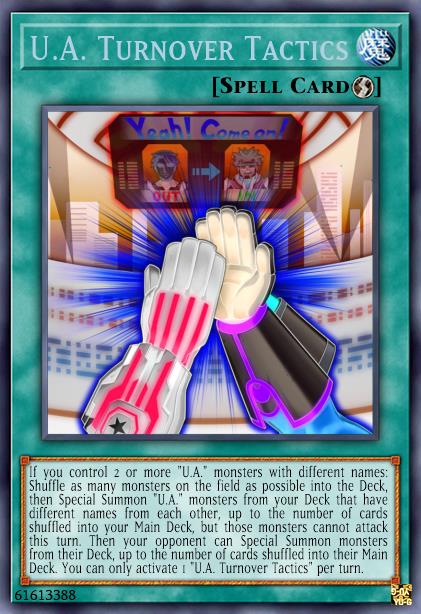 U.A. Turnover Tactics 魔
[Spell Card]
Yeah! Come on!
OUT
IN
If you control 2 or more "U.A." monsters with different names:
Shuffle as many monsters on the field as possible into the Deck,
then Special Summon "U.A." monsters from your Deck that have
different names from each other, up to the number of cards
shuffled into your Main Deck, but those monsters cannot attack
this turn. Then your opponent can Special Summon monsters
from their Deck, up to the number of cards shuffled into their Main
Deck. You can only activate 1 "U.A. Turnover Tactics" per turn.
61613388